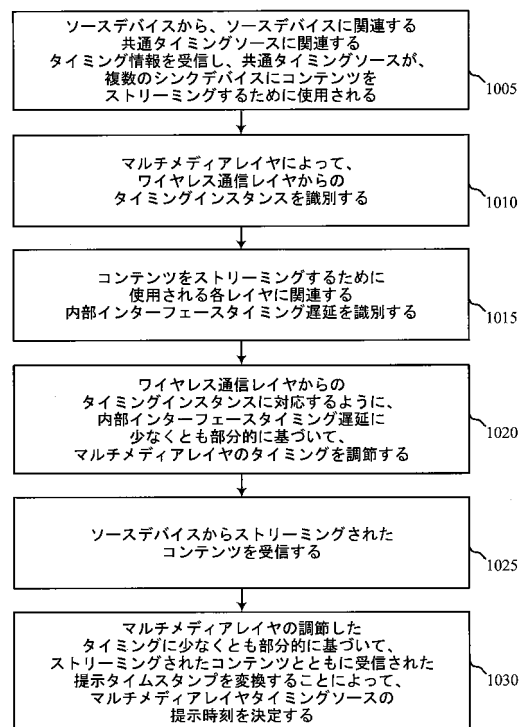 ソースデバイスから、ソースデバイスに関連する
共通タイミングソースに関連する
タイミング情報を受信し、共通タイミングソースが、
複数のシンクデバイスにコンテンツを
ストリーミングするために使用される
1005
マルチメディアレイヤによって、
ワイヤレス通信レイヤからの
タイミングインスタンスを識別する
1010
コンテンツをストリーミングするために
使用される各レイヤに関連する
内部インターフェースタイミング遅延を識別する
1015
ワイヤレス通信レイヤからの
タイミングインスタンスに対応するように、
内部インターフェースタイミング遅延に
少なくとも部分的に基づいて、
マルチメディアレイヤのタイミングを調節する
1020
ソースデバイスからストリーミングされた
コンテンツを受信する
1025
マルチメディアレイヤの調節した
タイミングに少なくとも部分的に基づいて、
ストリーミングされたコンテンツとともに受信された
提示タイムスタンプを変換することによって、
マルチメディアレイヤタイミングソースの
提示時刻を決定する
1030